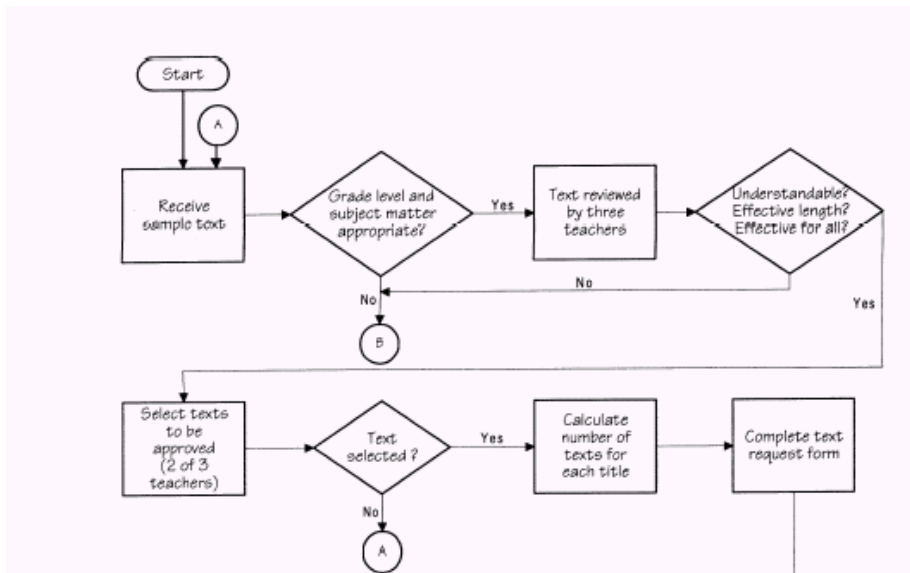 Start
A
Receive
sample text
Grade level and
subject matter
appropriate?
Yes
Text reviewed
by three
teachers
Understandable?
Effective length?
Effective for all?
No
No
Yes
B
Select texts
to be
approved
(2 of 3
teachers)
Text
selected ?
Yes
Calculate
number of
texts for
each title
Complete text
request form
No
A